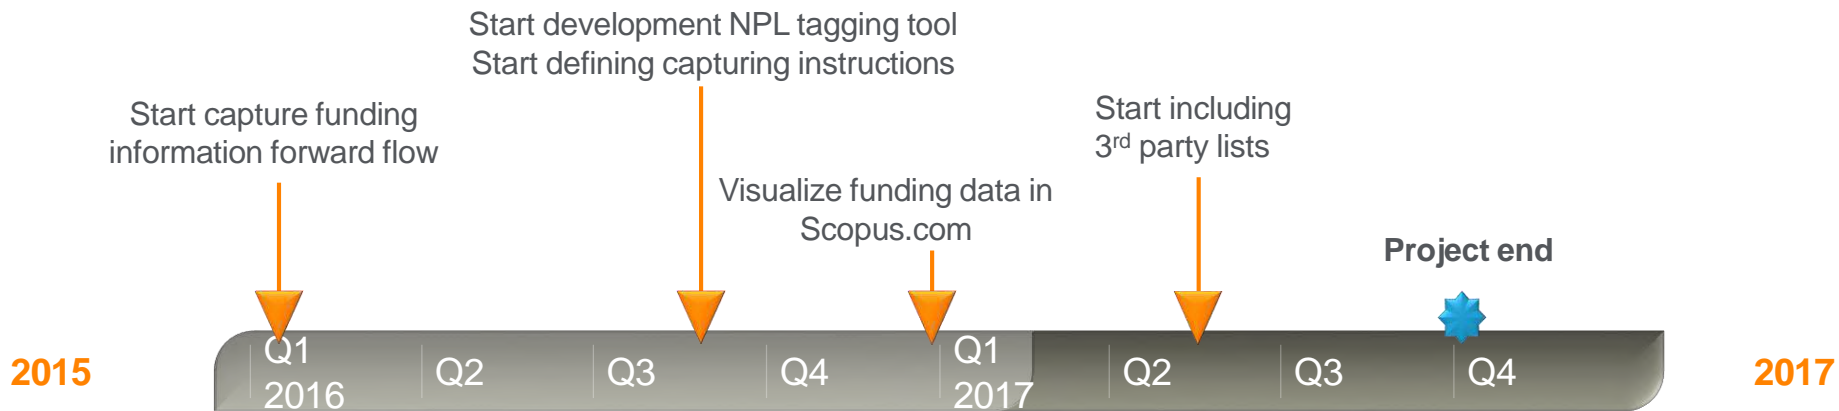 Start development NPL tagging tool
Start defining capturing instructions
Start capture funding
information forward flow
Start including
3rd party lists
Visualize funding data in
Scopus.com
Project end
2015
Q1
2016
Q2
Q3
Q4
Q1
2017
Q2
Q3
Q4
2017